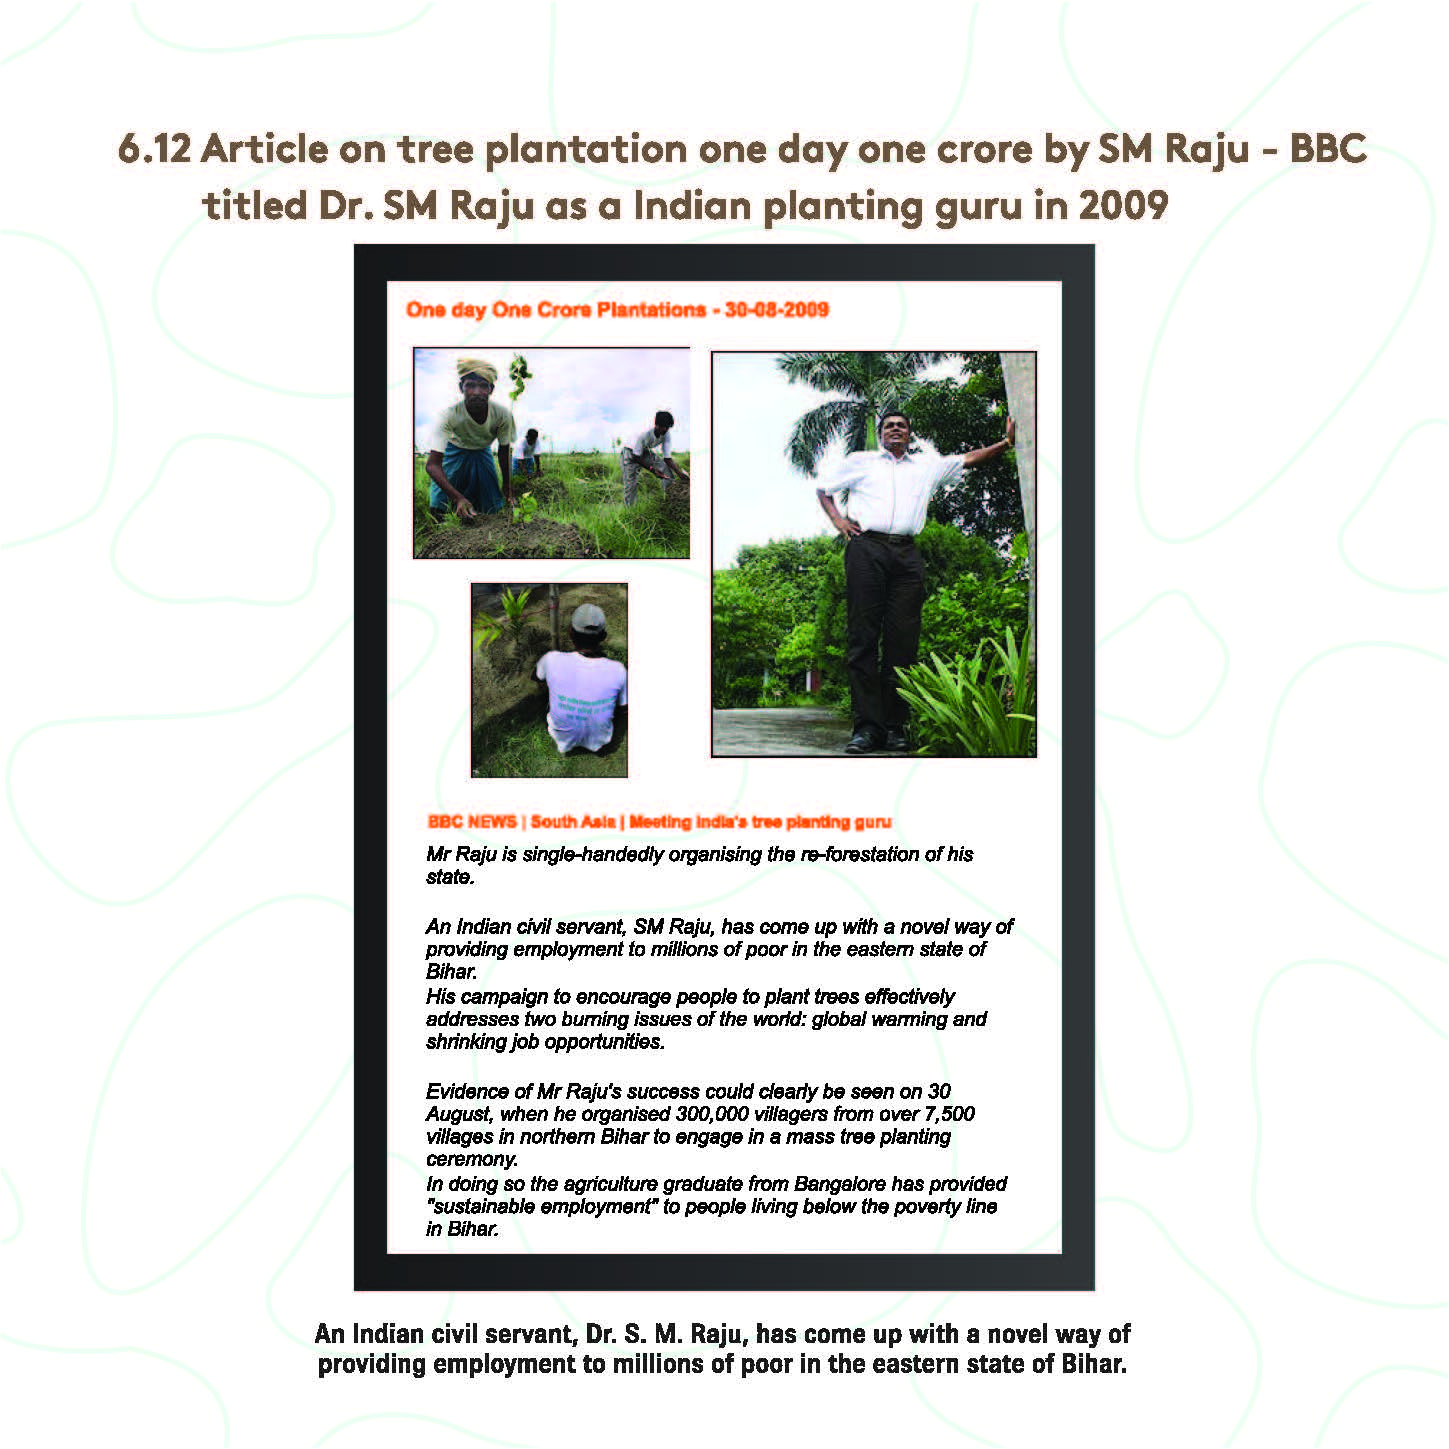 6.12 Article on tree plantation one day one crore by SM Raju - BBC
titled Dr. SM Raju as a Indian planting guru in 2009
One day One Crore Plantations - 30-08-2009
BBC NEWS | South Asia | Meeting India's tree planting guru
Mr Raju is single-handedly organising the re-forestation of his
state.
An Indian civil servant, SM Raju, has come up with a novel way of
providing employment to millions of poor in the eastern state of
Bihar.
His campaign to encourage people to plant trees effectively
addresses two burning issues of the world: global warming and
shrinking job opportunities.
Evidence of Mr Raju's success could clearly be seen on 30
August, when he organised 300,000 villagers from over 7,500
villages in northern Bihar to engage in a mass tree planting
ceremony.
In doing so the agriculture graduate from Bangalore has provided
"sustainable employment" to people living below the poverty line
in Bihar.
An Indian civil servant, Dr. S. M. Raju, has come up with a novel way of
providing employment to millions of poor in the eastern state of Bihar.